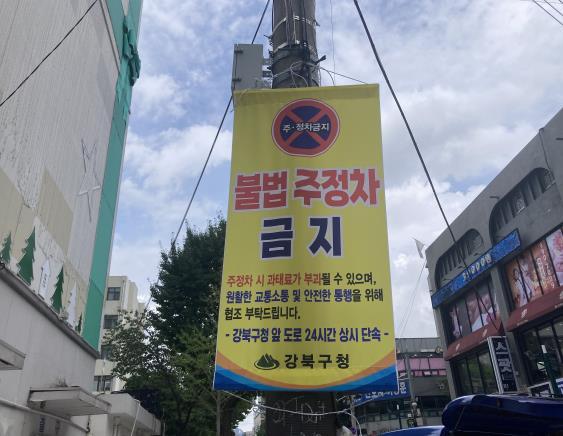 주·정차금지
불법 주정차
금지
주정차 시 과태료가 부과될 수 있으며,
원활한 교통소통 및 안전한 통행을 위해
협조 부탁드립니다.
- 강북구청 앞 도로 24시간 상시 단속 -
강북구청